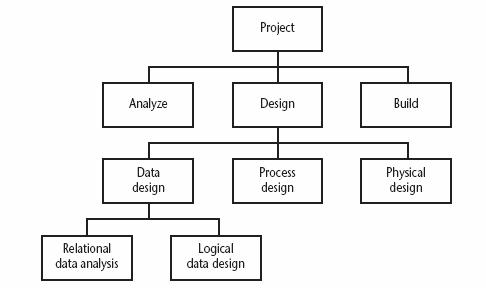 Project
Analyze
Design
Build
Data
design
Process
design
Physical
design
Relational
data analysis
Logical
data design